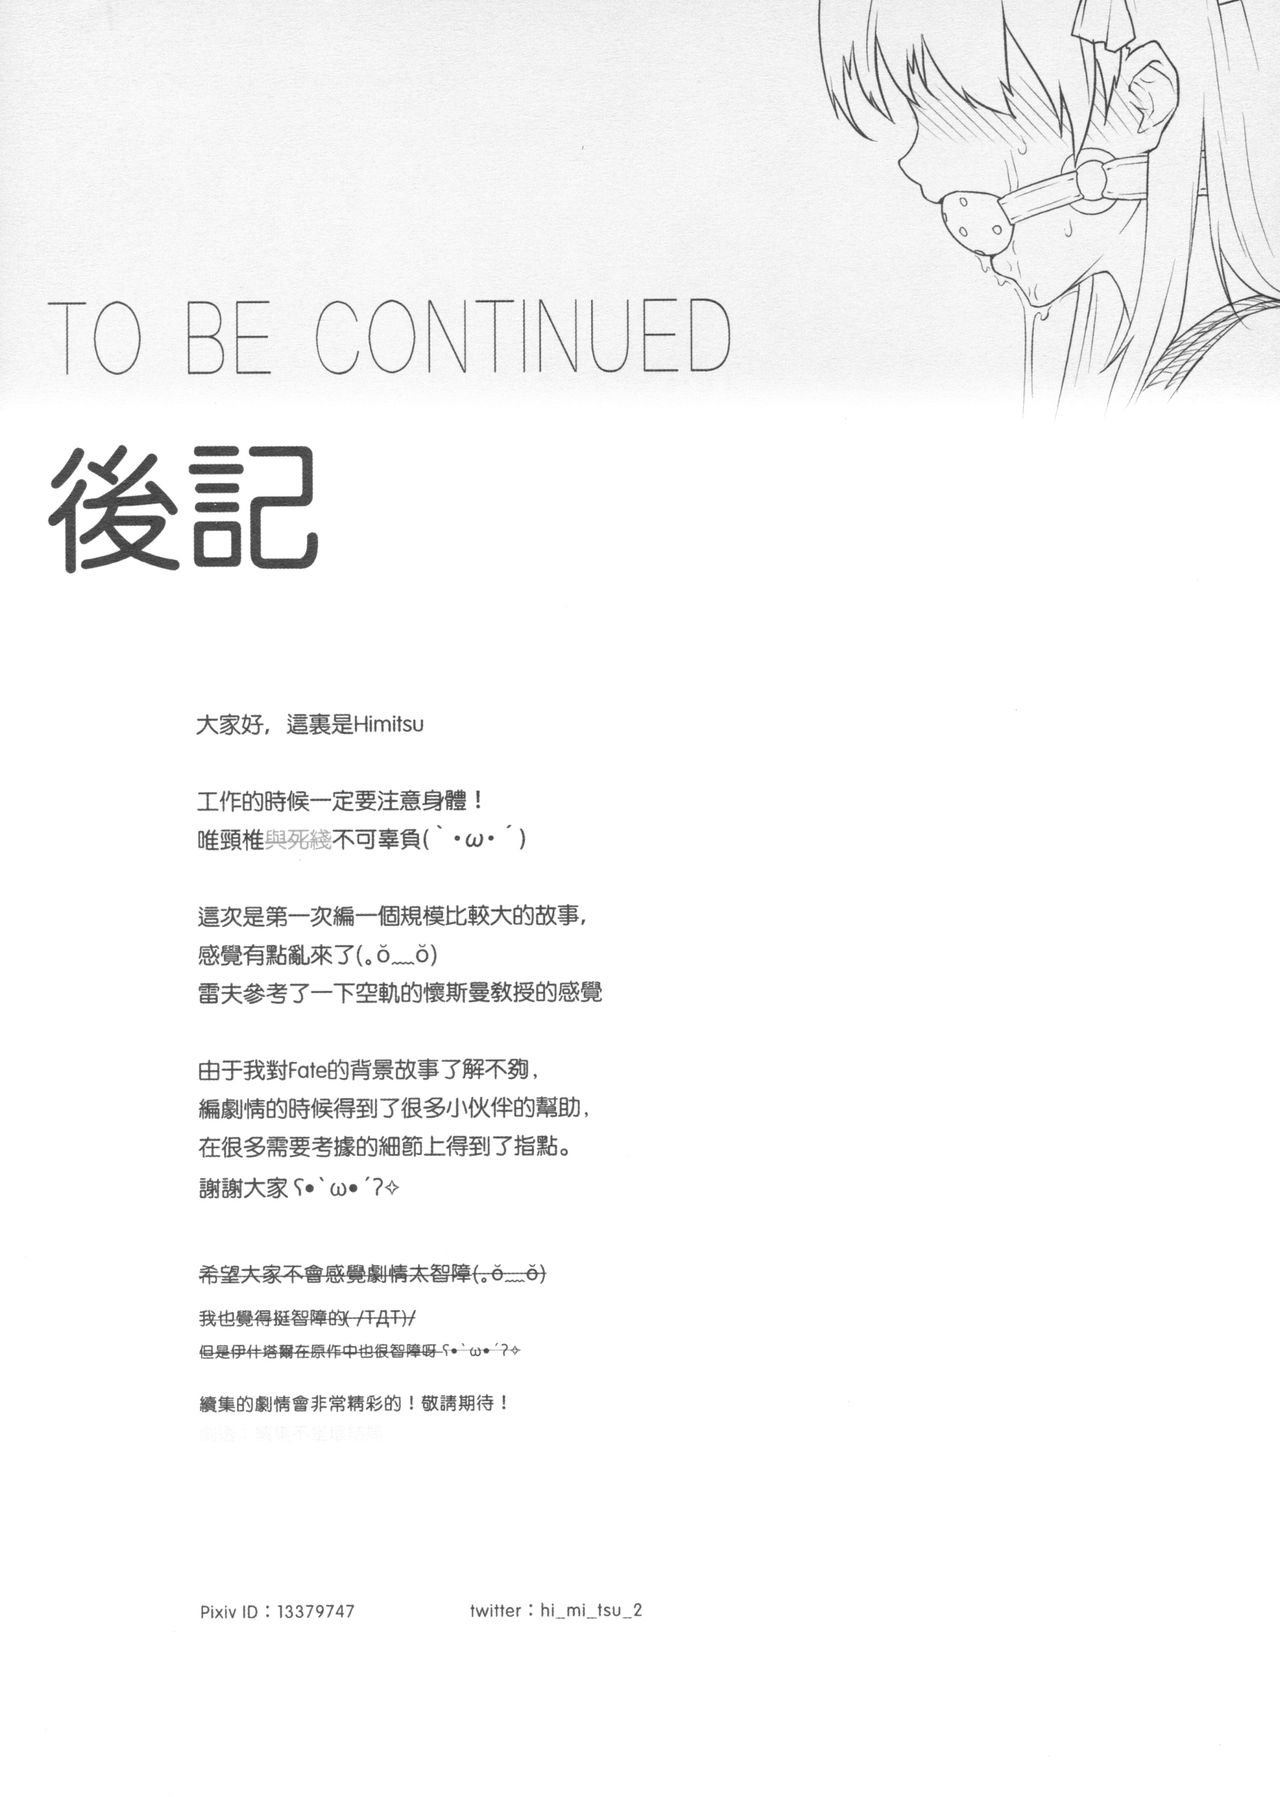 TO BE CONTINUED
後記
大家好，這裏是Himitsu
工作的時候一定要注意身體！
唯頸椎與死綫不可辜負(｀・ω・´)
這次是第一次編一個規模比較大的故事，
感覺有點亂來了(｡ŏ﹏ŏ)
雷夫參考了一下空軌的懷斯曼教授的感覺
由于我對Fate的背景故事了解不夠，
編劇情的時候得到了很多小伙伴的幫助，
在很多需要考據的細節上得到了指點。
謝謝大家ʕ•̀ω•́ʔ✧
希望大家不會感覺劇情太智障(｡ŏ﹏ŏ)
我也覺得挺智障的( /TДT)/
但是伊什塔爾在原作中也很智障呀ʕ•̀ω•́ʔ✧
續集的劇情會非常精彩的！敬請期待！
Pixiv ID：13379747 twitter：hi_mi_tsu_2